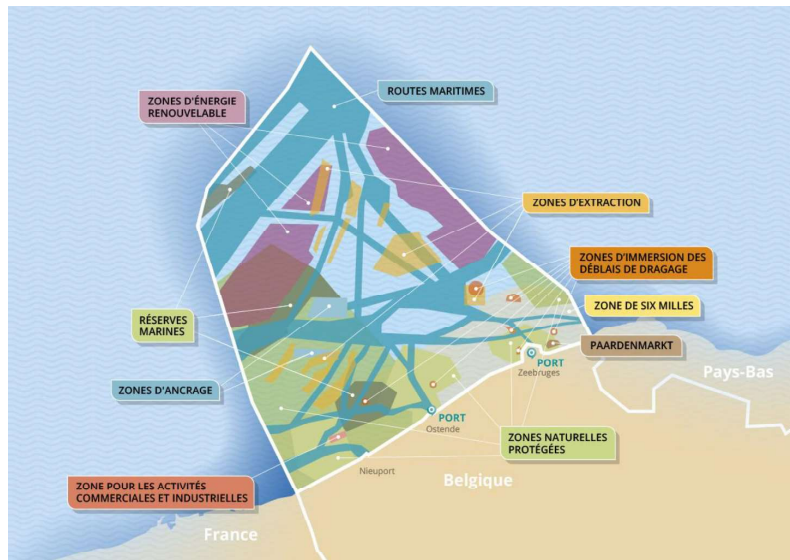 ROUTES MARITIMES
ZONES D'ÉNERGIE
RENOUVELABLE
ZONES D'EXTRACTION
ZONES D'IMMERSION DES
DÉBLAIS DE DRAGAGE
ZONE DE SIX MILLES
RÉSERVES
MARINES
PAARDENMARKT
PORT
Zeebruges
Pays-Bas
ZONES D'ANCRAGE
PORT
Ostende
ZONES NATURELLES
PROTÉGÉES
Nieuport
Belgique
ZONE POUR LES ACTIVITÉS
COMMERCIALES ET INDUSTRIELLES
France